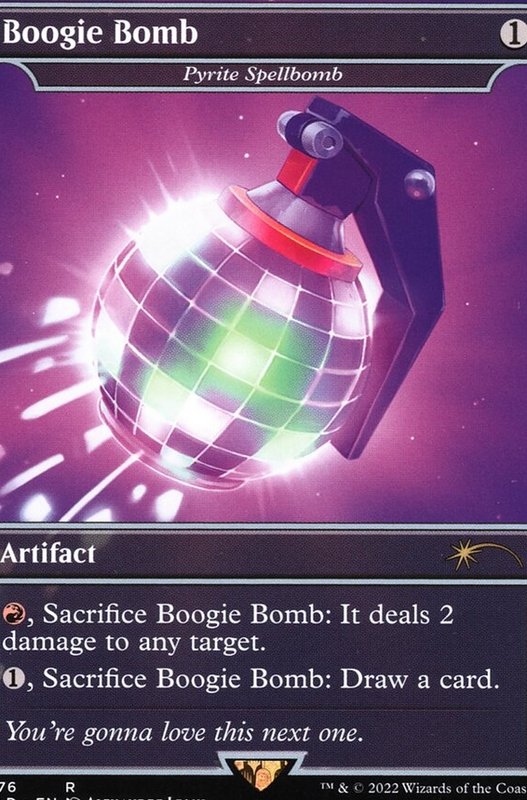 Boogie Bomb 1
Pyrite Spellbomb
Artifact
, Sacrifice Boogie Bomb: It deals 2
damage to any target.
1, Sacrifice Boogie Bomb: Draw a card.
You're gonna love this next one.
76 R
EN
™ & © 2022 Wizards of the Coas